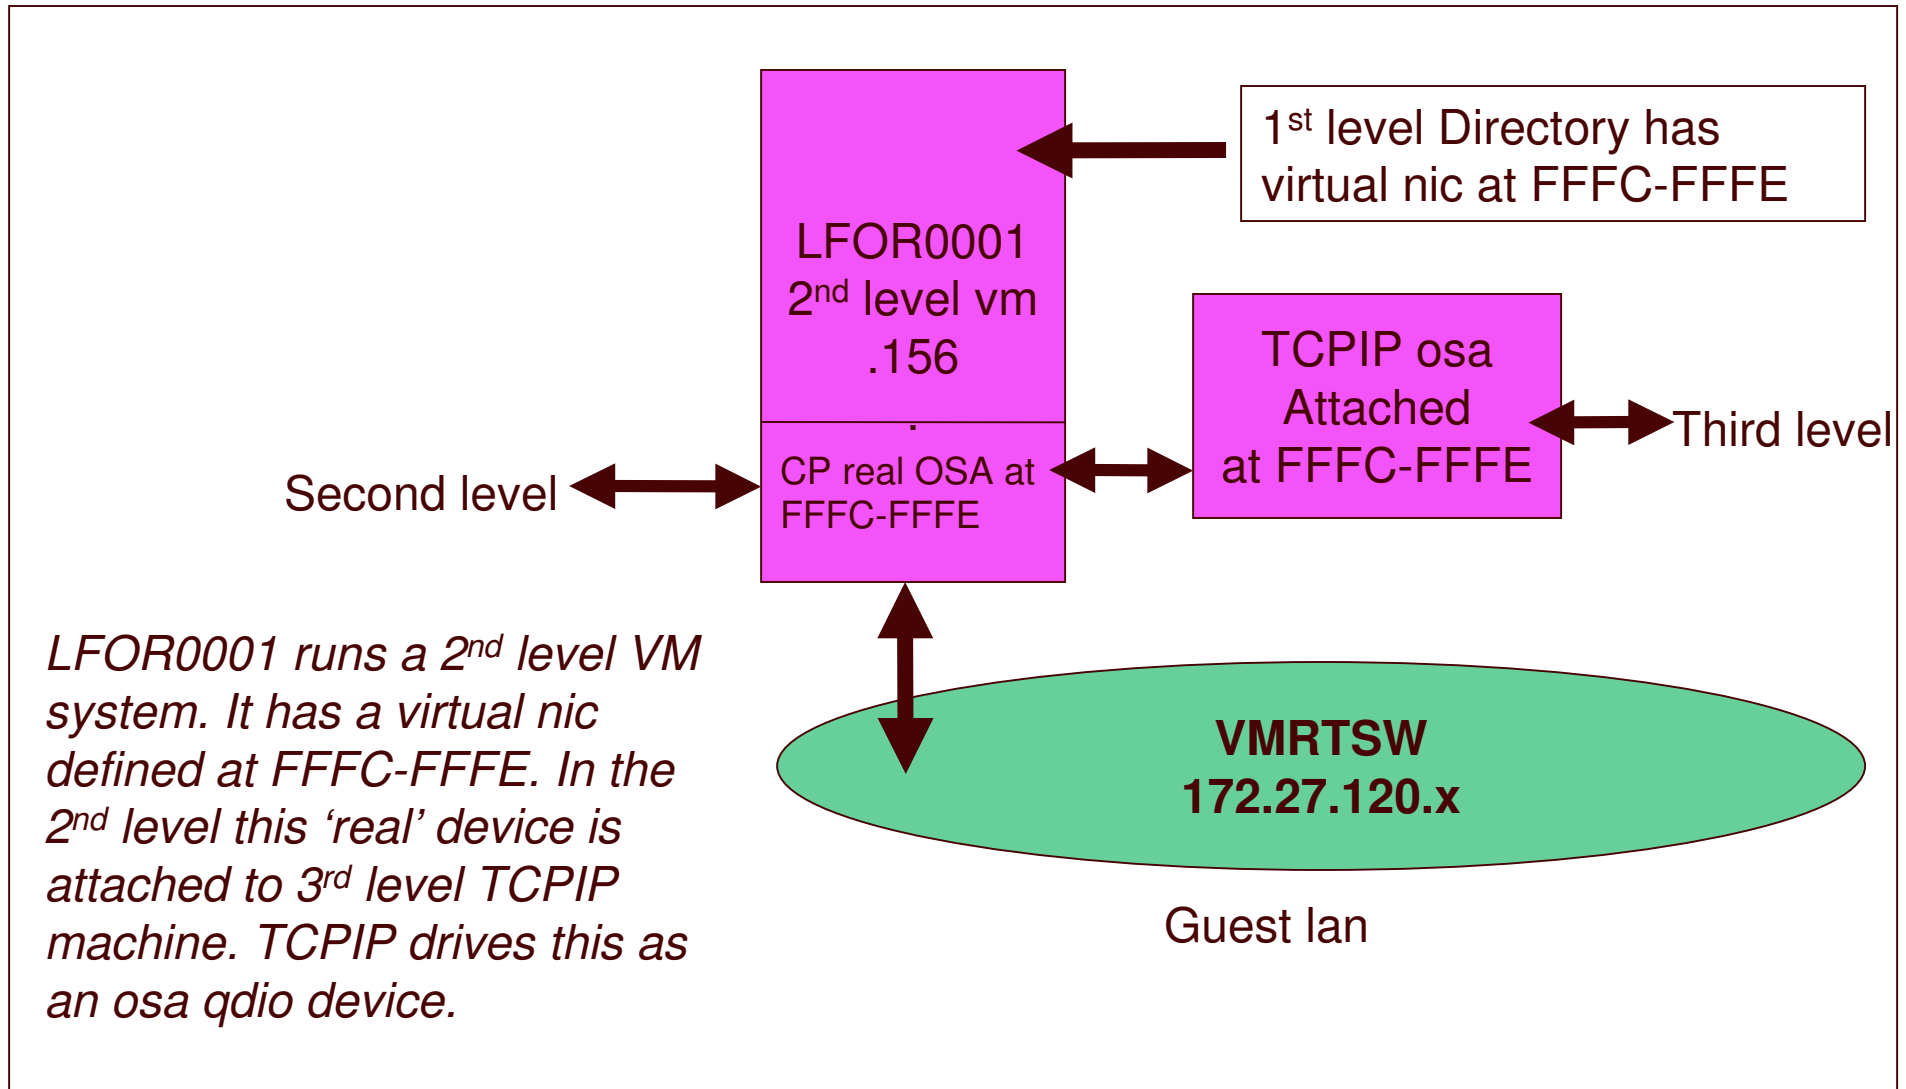 1st level Directory has
virtual nic at FFFC-FFFE
LFOR0001
2nd level vm
.156
.
CP real OSA at
FFFC-FFFE
TCPIP osa
Attached
at FFFC-FFFE
Third level
Second level
LFOR0001 runs a 2nd level VM
system. It has a virtual nic
defined at FFFC-FFFE. In the
2nd level this ‘real’ device is
attached to 3rd level TCPIP
machine. TCPIP drives this as
an osa qdio device.
VMRTSW
172.27.120.x
Guest lan